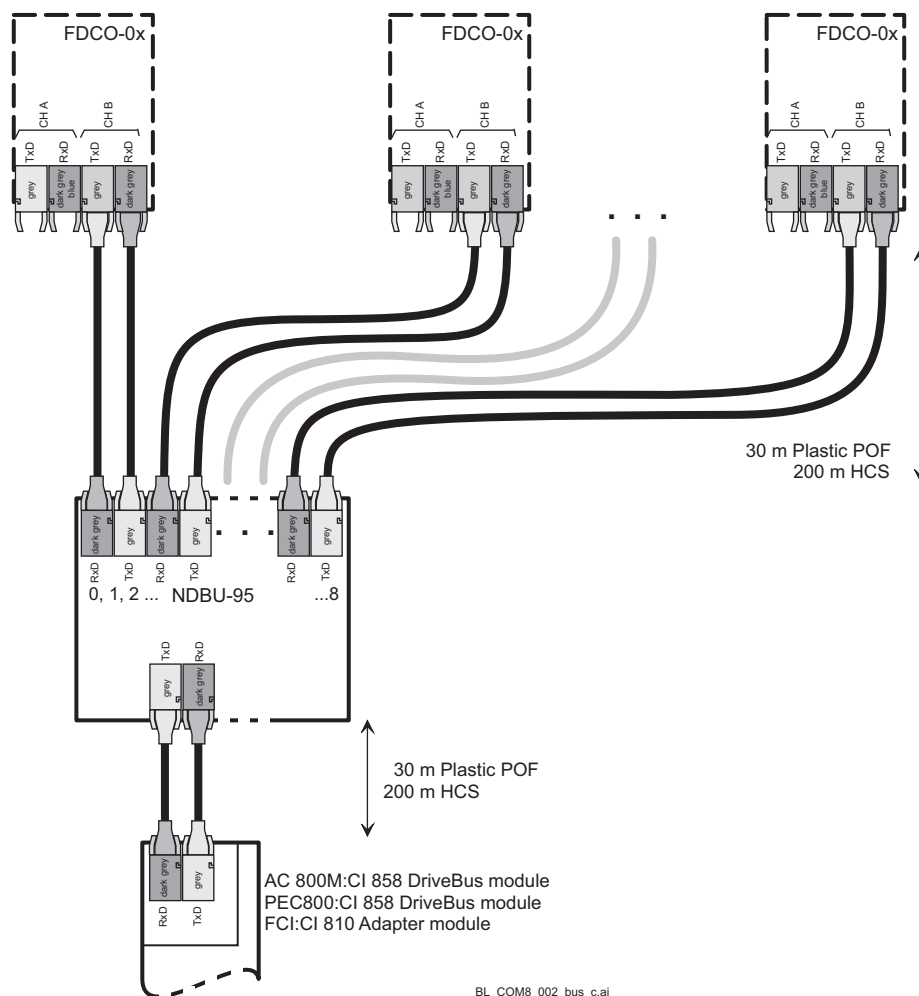 FDCO-0x
FDCO-0x
FDCO-0x
CH A
CH B
CH A
CH B
CH A
CH B
TxD
RxD
TxD
RxD
TxD
RxD
TxD
RxD
TxD
RxD
TxD
RxD
grey
dark grey
blue
grey
dark grey
grey
dark grey
blue
grey
dark grey
grey
dark grey
blue
grey
dark grey
. . .
30 m Plastic POF
200 m HCS
dark grey
grey
dark grey
grey
. . .
dark grey
grey
RxD
TxD
RxD
TxD
RxD
TxD
0, 1, 2 ... NDBU-95 ...8
TxD
RxD
grey
dark grey
30 m Plastic POF
200 m HCS
dark grey
grey
RxD
TxD
AC 800M:CI 858 DriveBus module
PEC800:CI 858 DriveBus module
FCI:CI 810 Adapter module
BL_COM8_002_bus_c.ai